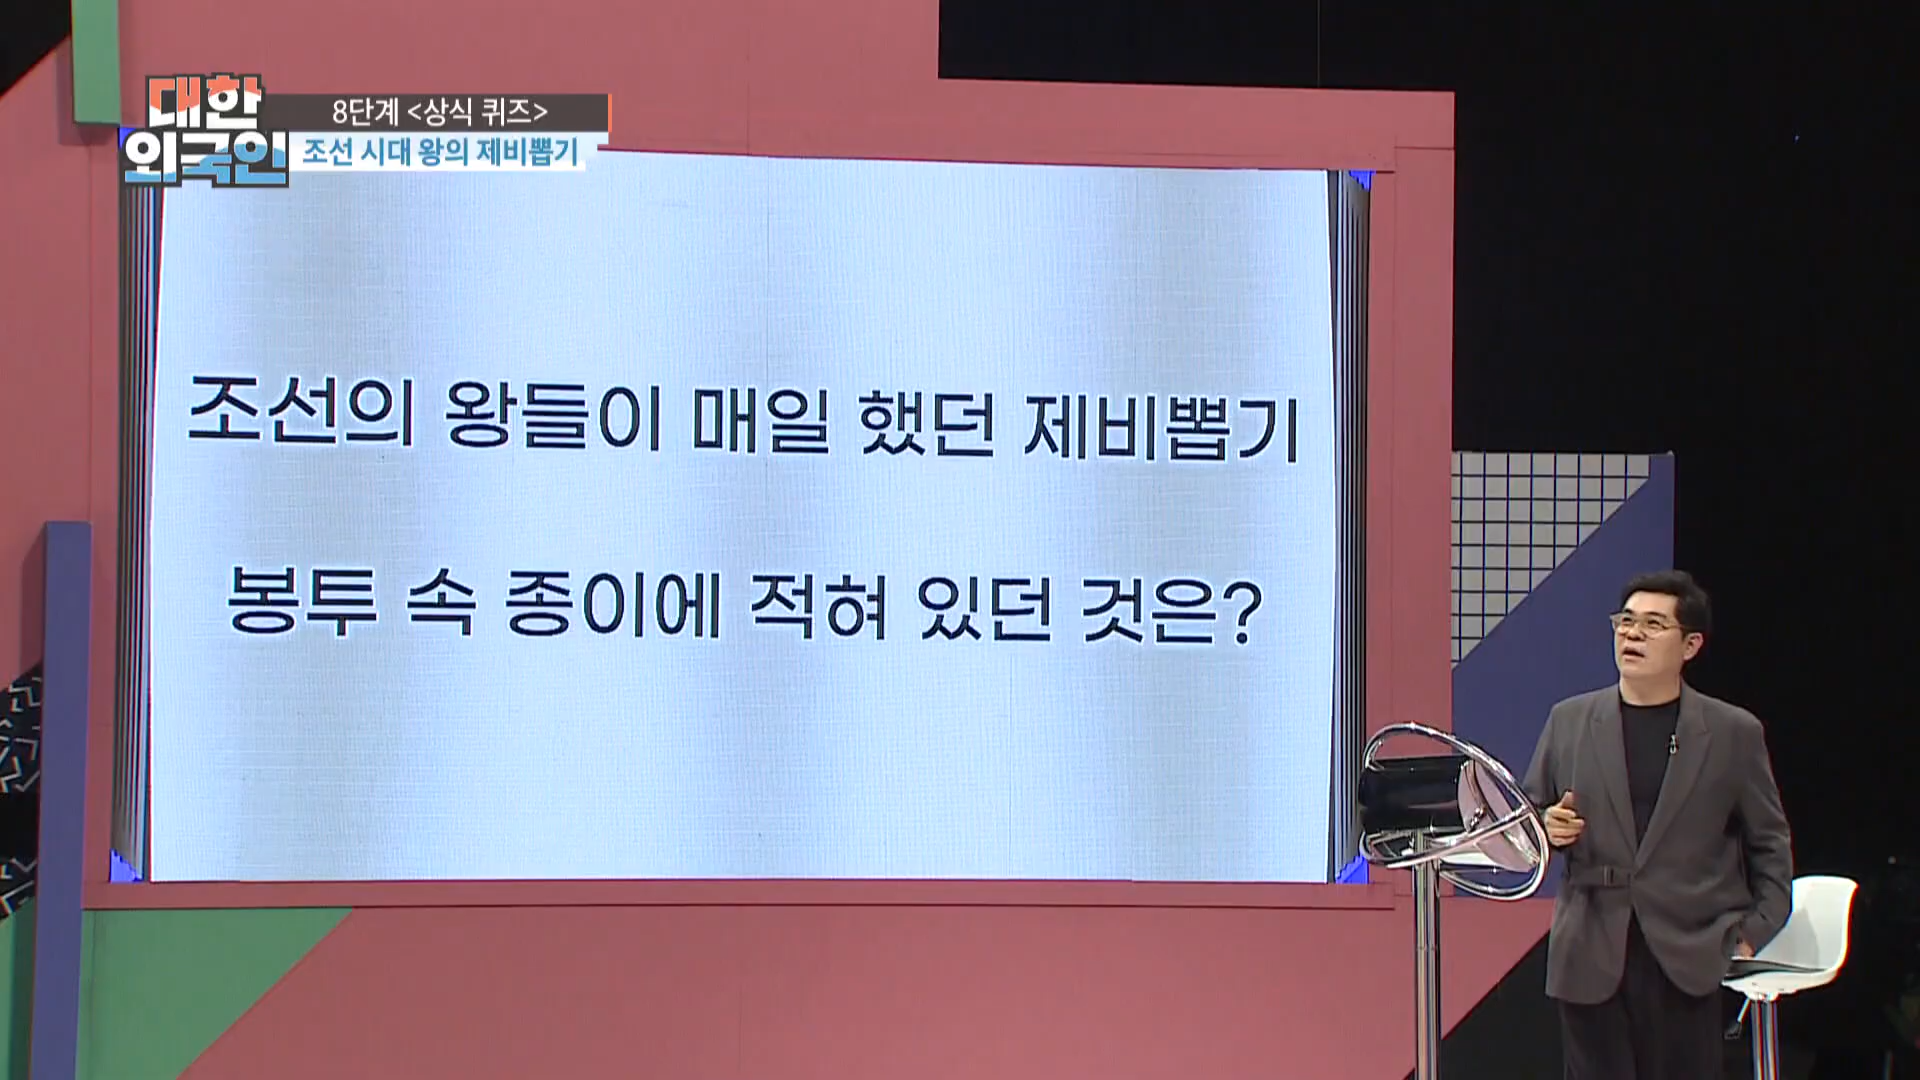 대한
외국인
8단계 <상식 퀴즈>
조선 시대 왕의 제비뽑기
조선의 왕들이 매일 했던 제비뽑기
봉투 속 종이에 적혀 있던 것은?